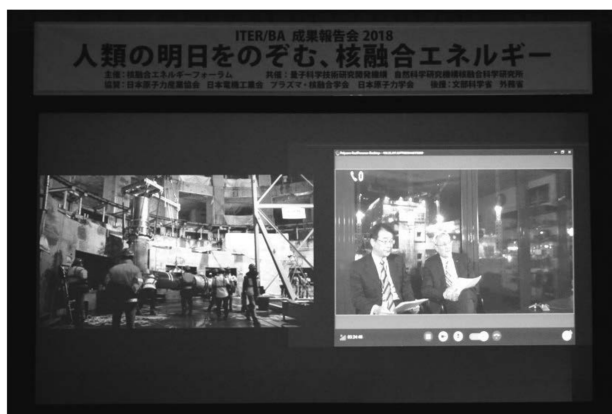 ITER/BA 成果報告会 2018
人類の明日をのぞむ、核融合エネルギー
主催：核融合エネルギーフォーラム　共催：量子科学技術研究開発機構 自然科学研究機構核融合科学研究所
協賛：日本原子力産業協会 日本電機工業会 プラズマ・核融合学会 日本原子力学会　後援：文部科学省 外務省